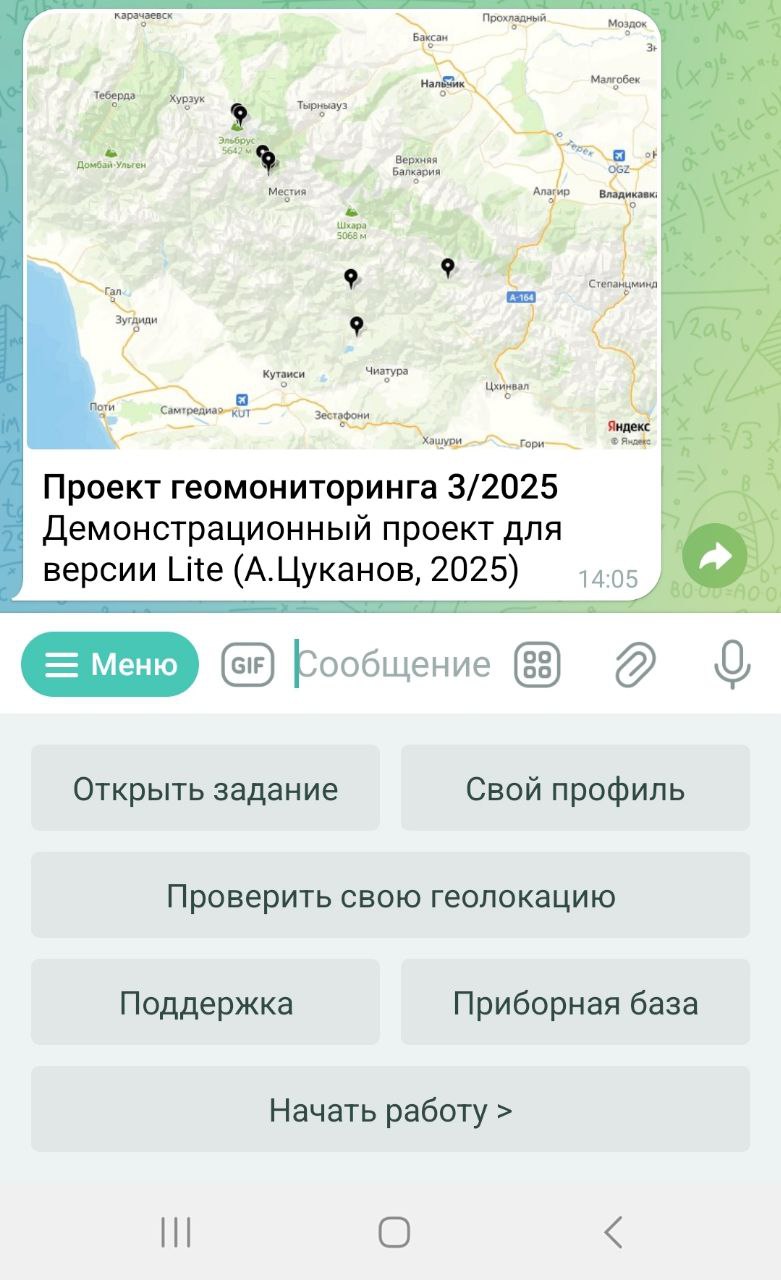 Карачаевск
Прохладный
Моздок
Баксан
Нальчик
Малгобек
Теберда
Хурзук
Тырныауз
Эльбрус
5642 м
Домбай-Ульген
Верхняя
Балкария
р. Терек
OGZ
Местия
Алагир
Владикавк
Шхара
5068 м
Гал
Зугдиди
А-164
Степанцминд
Кутаиси
Чиатура
Цхинвал
Поти
Самтредиа
KUT
Зестафони
Хашури
Гори
Яндекс
© Яндекс
Проект геомониторинга 3/2025
Демонстрационный проект для
версии Lite (А.Цуканов, 2025)
14:05
Меню
GIF
Сообщение
Открыть задание
Свой профиль
Проверить свою геолокацию
Поддержка
Приборная база
Начать работу >